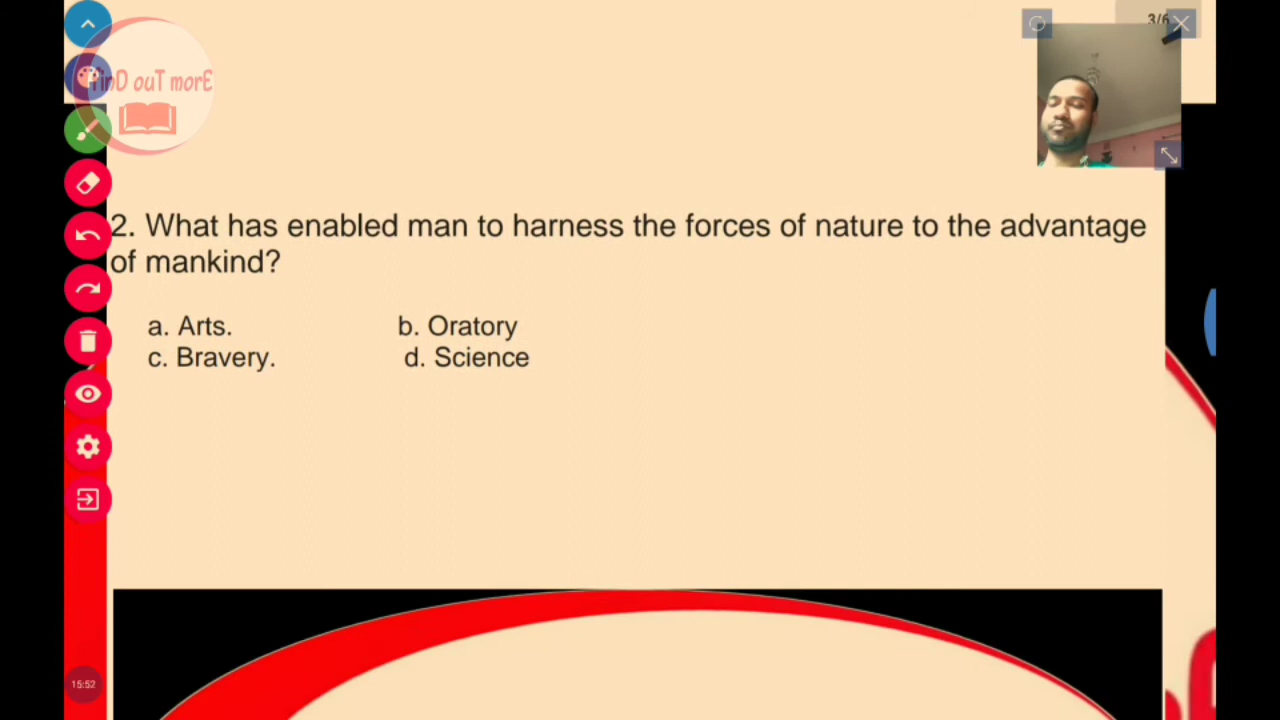 3/6
finD ouT morE
2. What has enabled man to harness the forces of nature to the advantage
of mankind?
a. Arts. b. Oratory
c. Bravery. d. Science
15:52